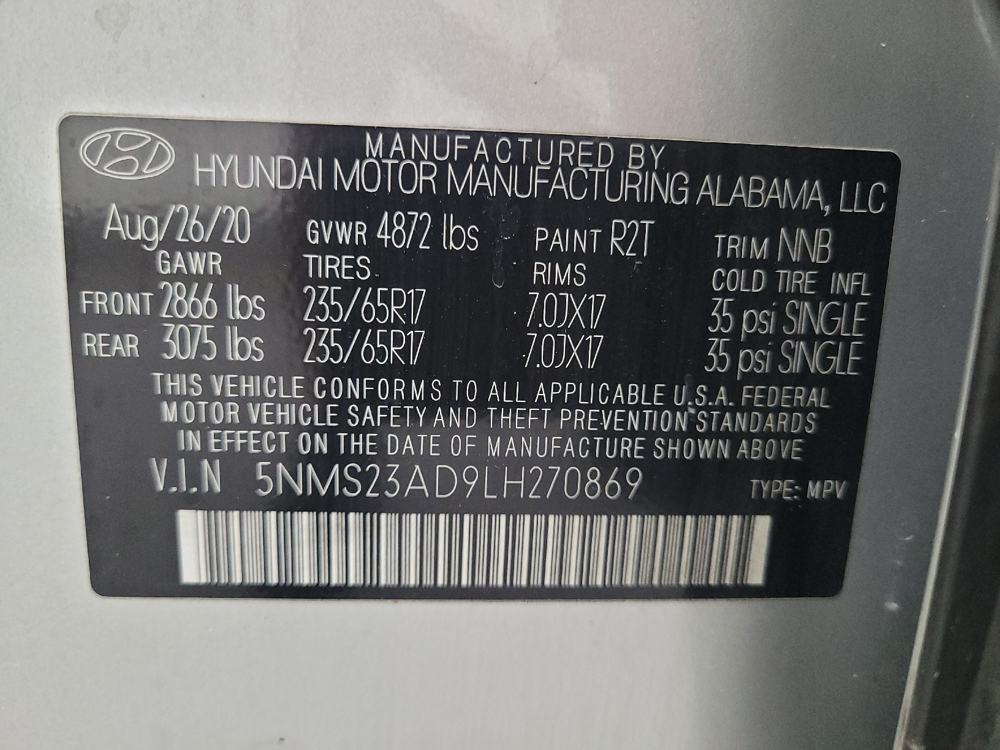 MANUFACTURED BY
HYUNDAI MOTOR MANUFACTURING ALABAMA, LLC
Aug/26/20 GVWR 4872 lbs PAINT R2T TRIM NNB
GAWR TIRES RIMS COLD TIRE INFL
FRONT 2866 lbs 235/65R17 7.0JX17 35 psi SINGLE
REAR 3075 lbs 235/65R17 7.0JX17 35 psi SINGLE
THIS VEHICLE CONFORMS TO ALL APPLICABLE U.S.A. FEDERAL
MOTOR VEHICLE SAFETY AND THEFT PREVENTION STANDARDS
IN EFFECT ON THE DATE OF MANUFACTURE SHOWN ABOVE
V.I.N 5NMS23AD9LH270869 TYPE: MPV